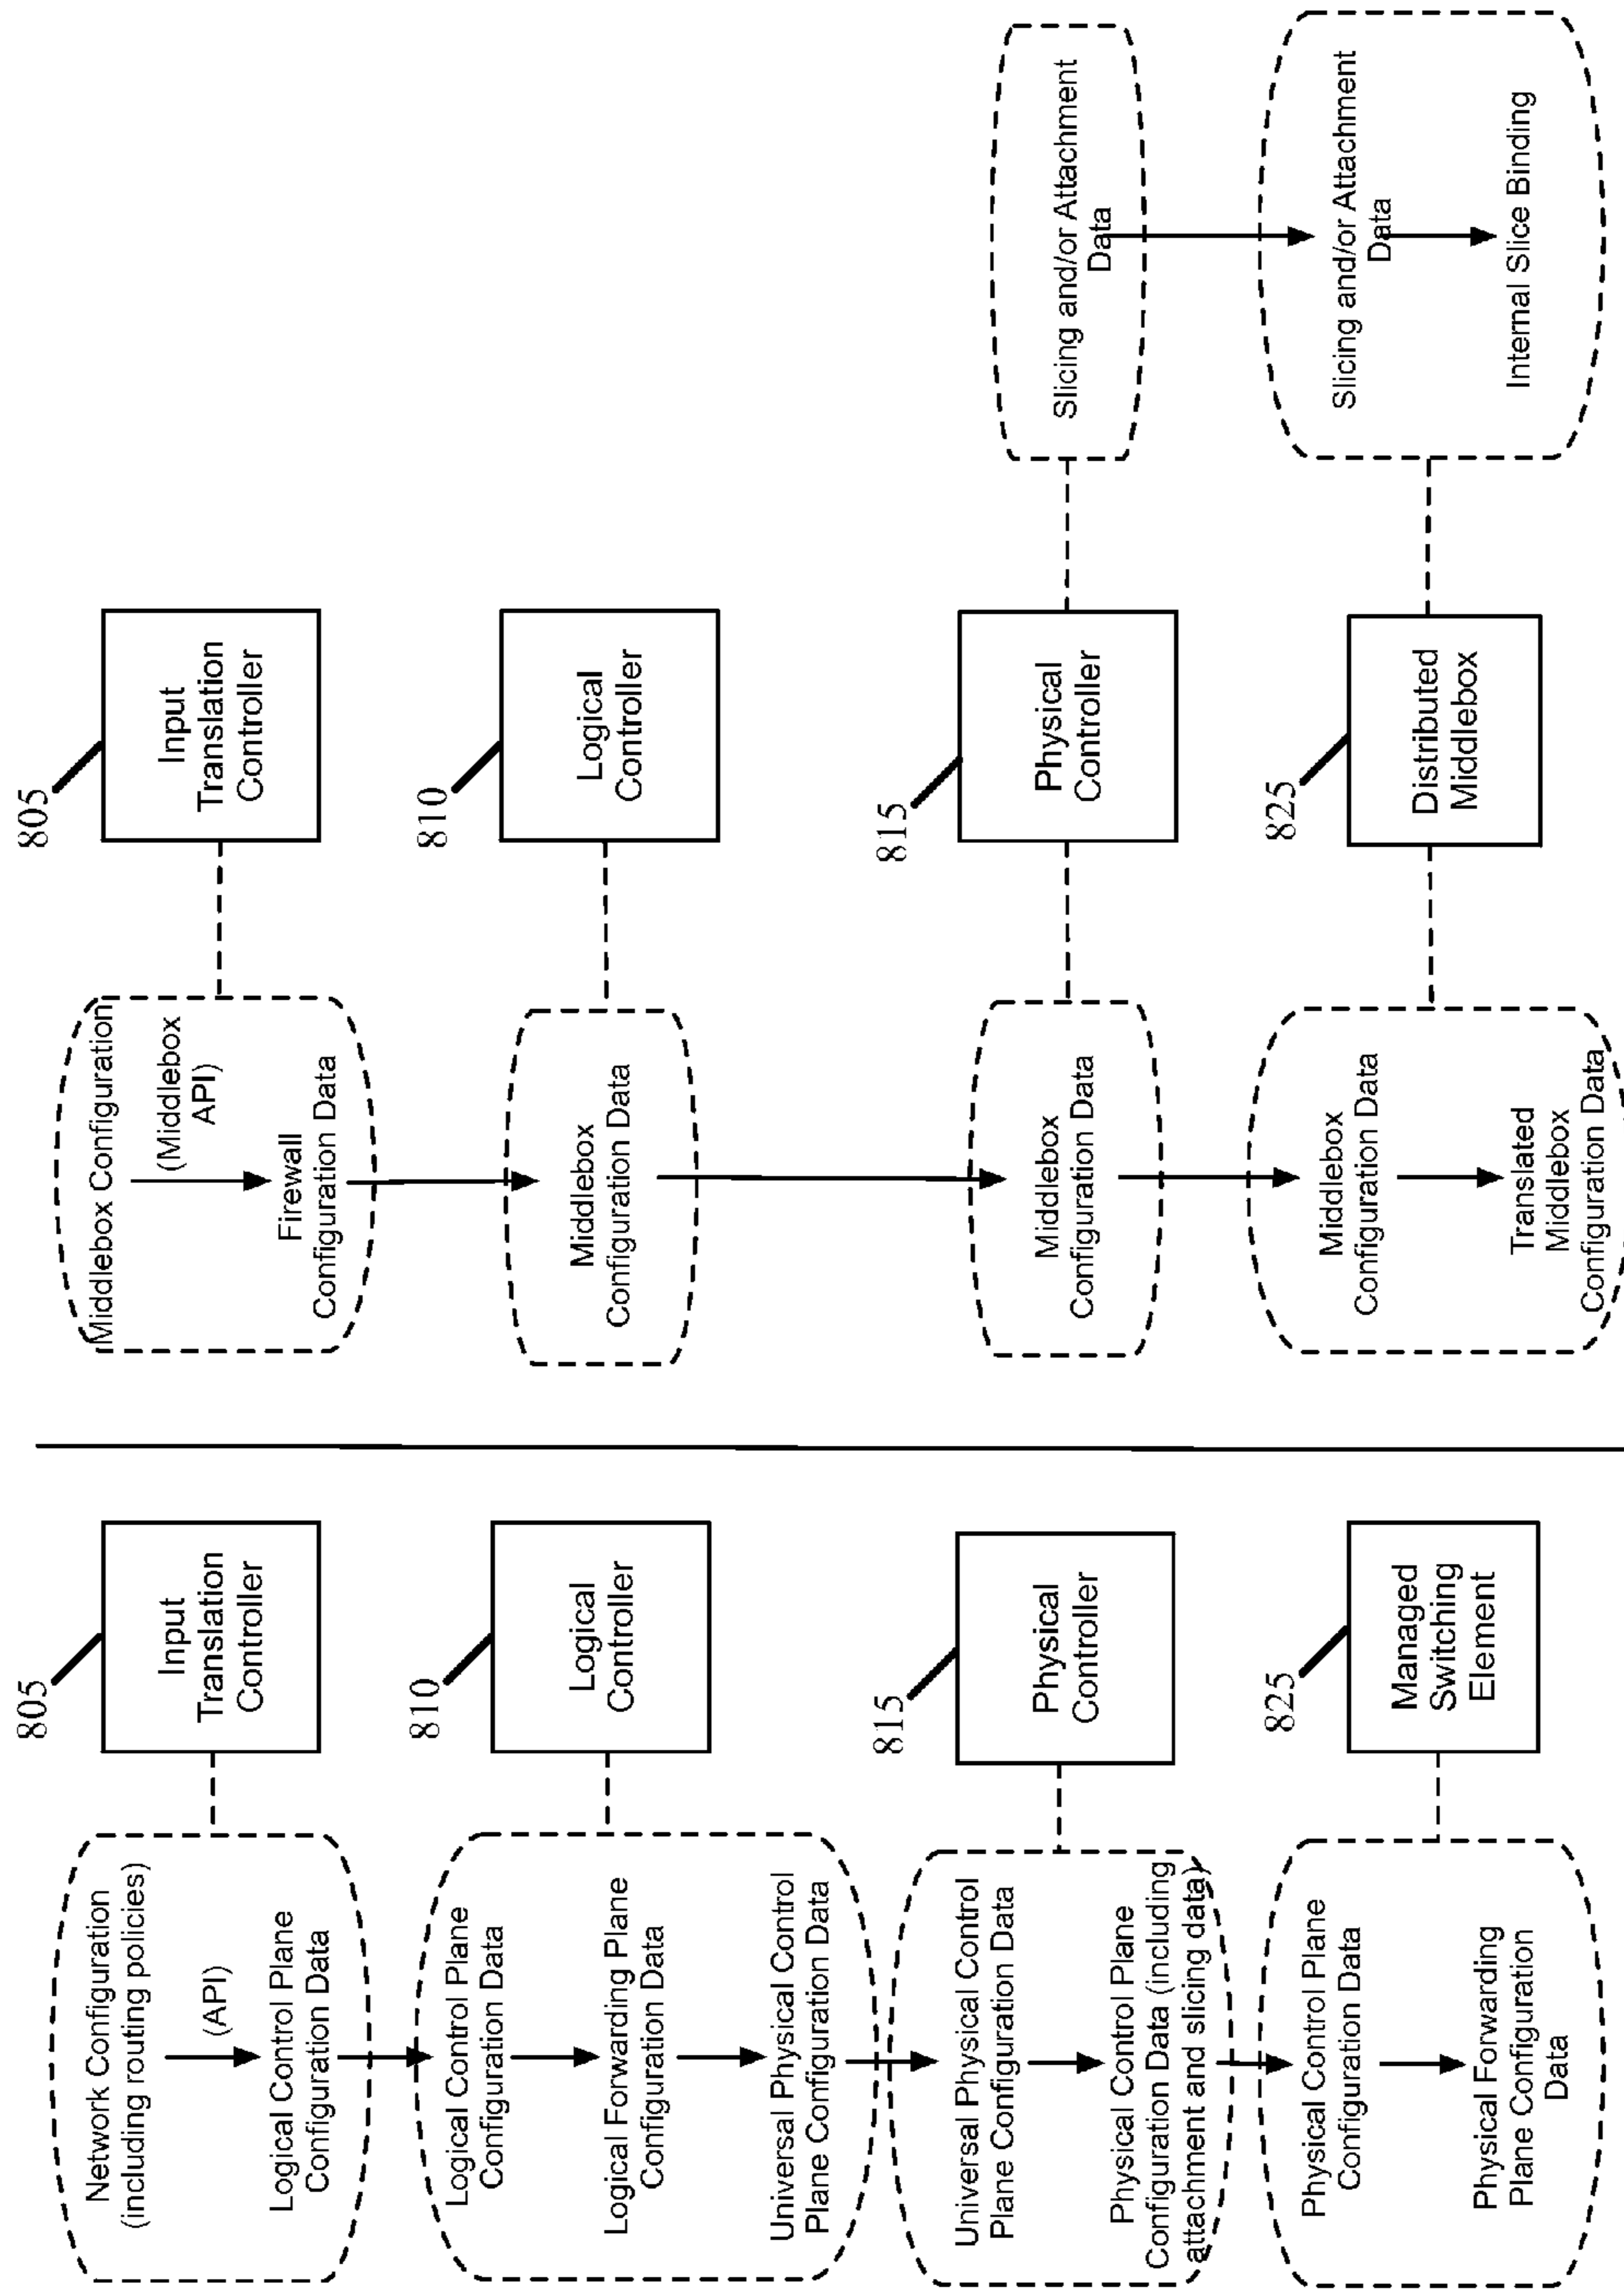 Network Configuration
(including routing policies)
(API)
Logical Control Plane
Configuration Data
805
Input
Translation
Controller
Logical Control Plane
Configuration Data
Logical Forwarding Plane
Configuration Data
Universal Physical Control
Plane Configuration Data
810
Logical
Controller
Universal Physical Control
Plane Configuration Data
Physical Control Plane
Configuration Data (including
attachment and slicing data)
815
Physical
Controller
Physical Control Plane
Configuration Data
Physical Forwarding
Plane Configuration
Data
825
Managed
Switching
Element
Middlebox Configuration
(Middlebox
API)
Firewall
Configuration Data
805
Input
Translation
Controller
Middlebox
Configuration Data
810
Logical
Controller
Middlebox
Configuration Data
815
Physical
Controller
Slicing and/or Attachment
Data
Middlebox
Configuration Data
Translated
Middlebox
Configuration Data
825
Distributed
Middlebox
Slicing and/or Attachment
Data
Internal Slice Binding